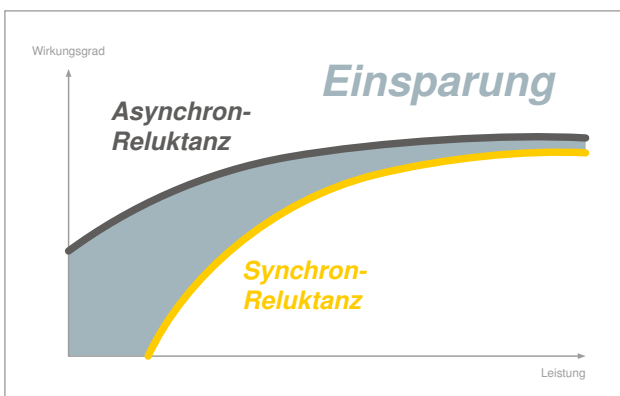 Wirkungsgrad
Einsparung
Asynchron-
Reluktanz
Synchron-
Reluktanz
Leistung